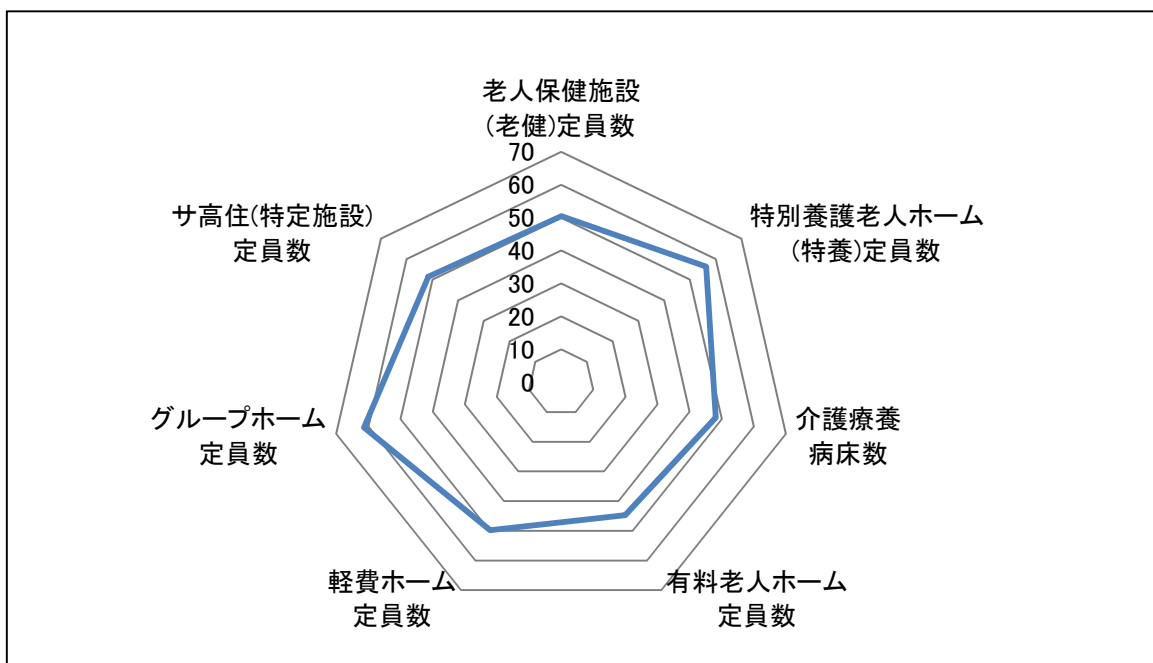 老人保健施設
(老健)定員数
特別養護老人ホーム
(特養)定員数
介護療養
病床数
有料老人ホーム
定員数
軽費ホーム
定員数
グループホーム
定員数
サ高住(特定施設)
定員数
70
60
50
40
30
20
10
0